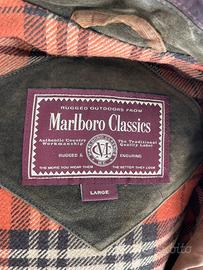 RUGGED OUTDOORS FROM
Marlboro Classics
Authentic Country Workmanship
The Traditional Quality Label
RUGGED & ENDURING
THE MORE YOU WEAR THEM THE BETTER THEY LOOK
LARGE
Subito